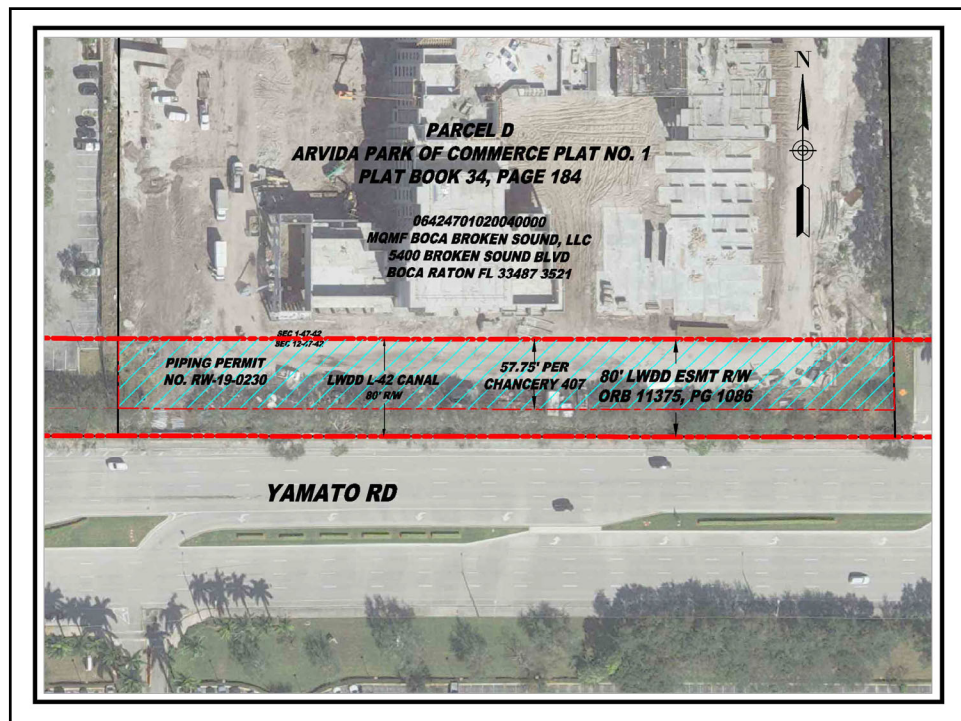 N
PARCEL D
ARVIDA PARK OF COMMERCE PLAT NO. 1
PLAT BOOK 34, PAGE 184
06424701020040000
MQMF BOCA BROKEN SOUND, LLC
5400 BROKEN SOUND BLVD
BOCA RATON FL 33487 3521
SEC 1-47-42
SEC 12-47-42
PIPING PERMIT
NO. RW-19-0230
LWDD L-42 CANAL
80' R/W
57.75' PER
CHANCERY 407
80' LWDD ESMT R/W
ORB 11375, PG 1086
YAMATO RD